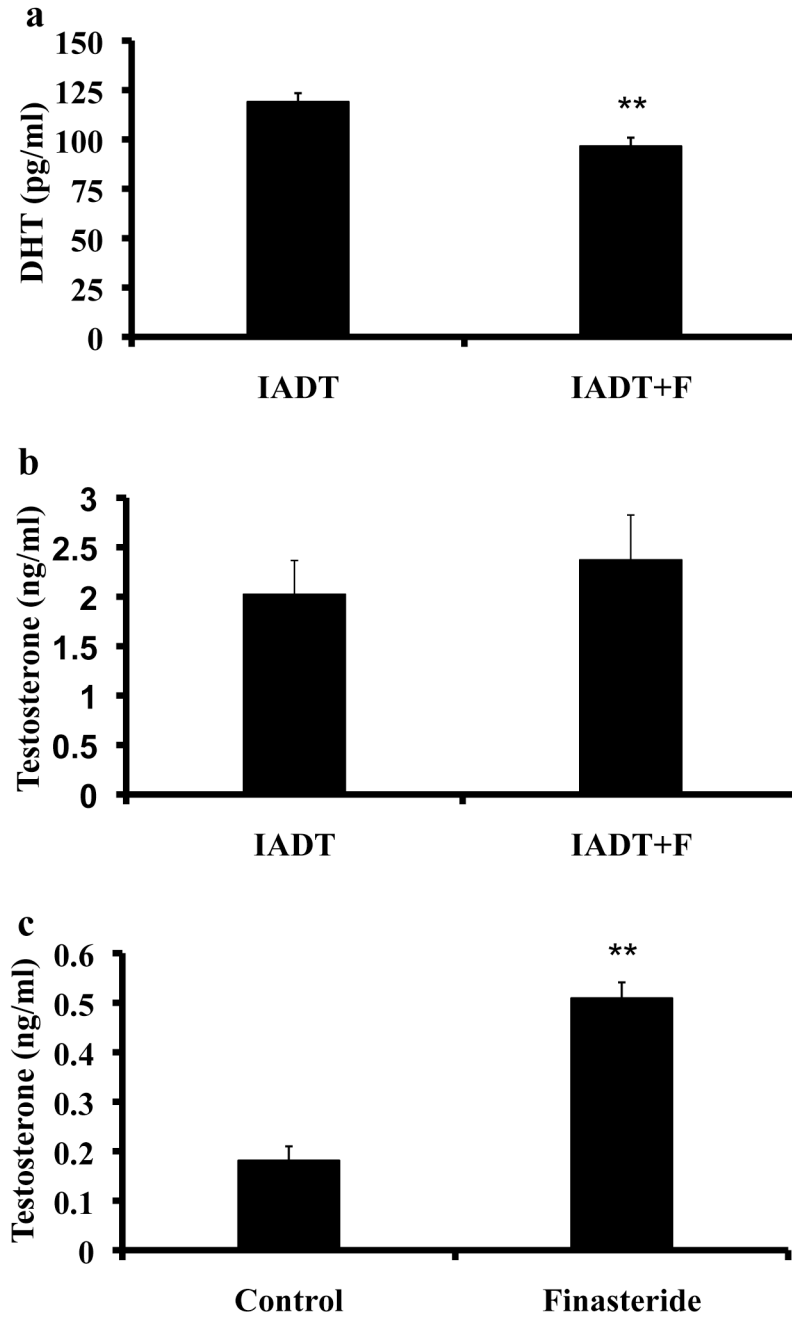 a
DHT (pg/ml)
150
125
100
75
50
25
0
**
IADT
IADT+F
b
Testosterone (ng/ml)
3
2.5
2
1.5
1
0.5
0
IADT
IADT+F
c
Testosterone (ng/ml)
0.6
0.5
0.4
0.3
0.2
0.1
0
**
Control
Finasteride